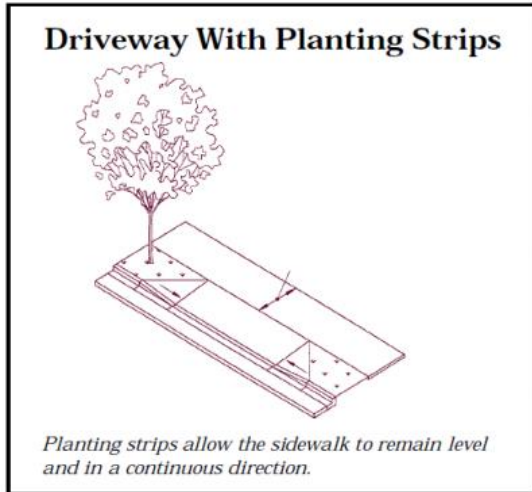 Driveway With Planting Strips
Planting strips allow the sidewalk to remain level
and in a continuous direction.